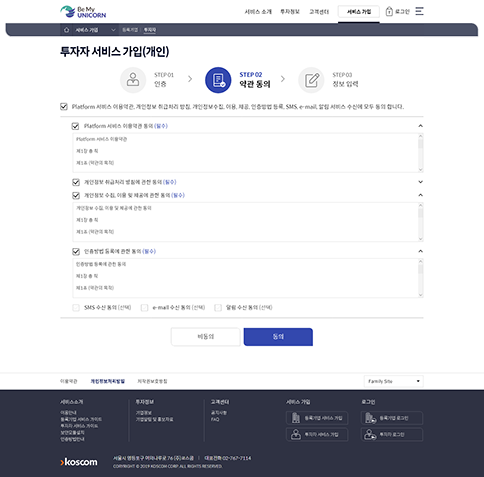 Be My
UNICORN
서비스 소개 투자정보 고객센터 서비스 가입 로그인
서비스 가입 등록기업 투자자
투자자 서비스 가입(개인)
STEP 01
인증
STEP 02
약관 동의
STEP 03
정보 입력
Platform 서비스 이용약관, 개인정보 취급처리 방침, 개인정보수집, 이용, 제공, 인증방법 등록, SMS, e-mail, 알림 서비스 수신에 모두 동의 합니다.
Platform 서비스 이용약관 동의 (필수)
Platform 서비스 이용약관
제1장 총 칙
제1조 (약관의 목적)
개인정보 취급처리 방침에 관한 동의 (필수)
개인정보 수집, 이용 및 제공에 관한 동의 (필수)
개인정보 수집, 이용 및 제공에 관한 동의
제1장 총 칙
제1조 (약관의 목적)
인증방법 등록에 관한 동의 (필수)
인증방법 등록에 관한 동의
제1장 총 칙
제1조 (약관의 목적)
SMS 수신 동의 (선택) e-mail 수신 동의 (선택) 알림 수신 동의 (선택)
비동의 동의
이용약관 개인정보처리방침 저작권보호방침 Family Site
서비스소개 투자정보 고객센터 서비스 가입 로그인
이용안내 기업정보 공지사항
등록기업 서비스 가이드 기업알림 및 홍보자료 FAQ 등록기업 서비스 가입 등록기업 로그인
투자자 서비스 가이드
보안모듈설치 투자자 서비스 가입 투자자 로그인
인증방법안내
koscom
서울시 영등포구 여의나루로 76 (주)코스콤 | 대표전화 02-767-7114
COPYRIGHT © 2019 KOSCOM CORP. ALL RIGHTS RESERVED.